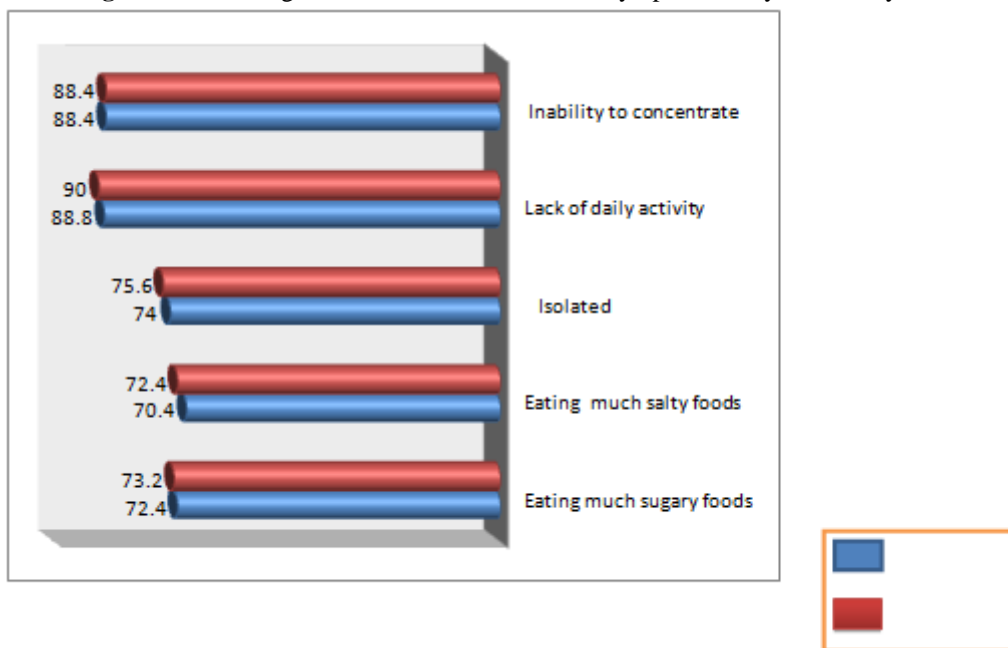 88.4
88.4
Inability to concentrate
90
88.8
Lack of daily activity
75.6
74
Isolated
72.4
70.4
Eating  much salty foods
73.2
72.4
Eating much sugary foods